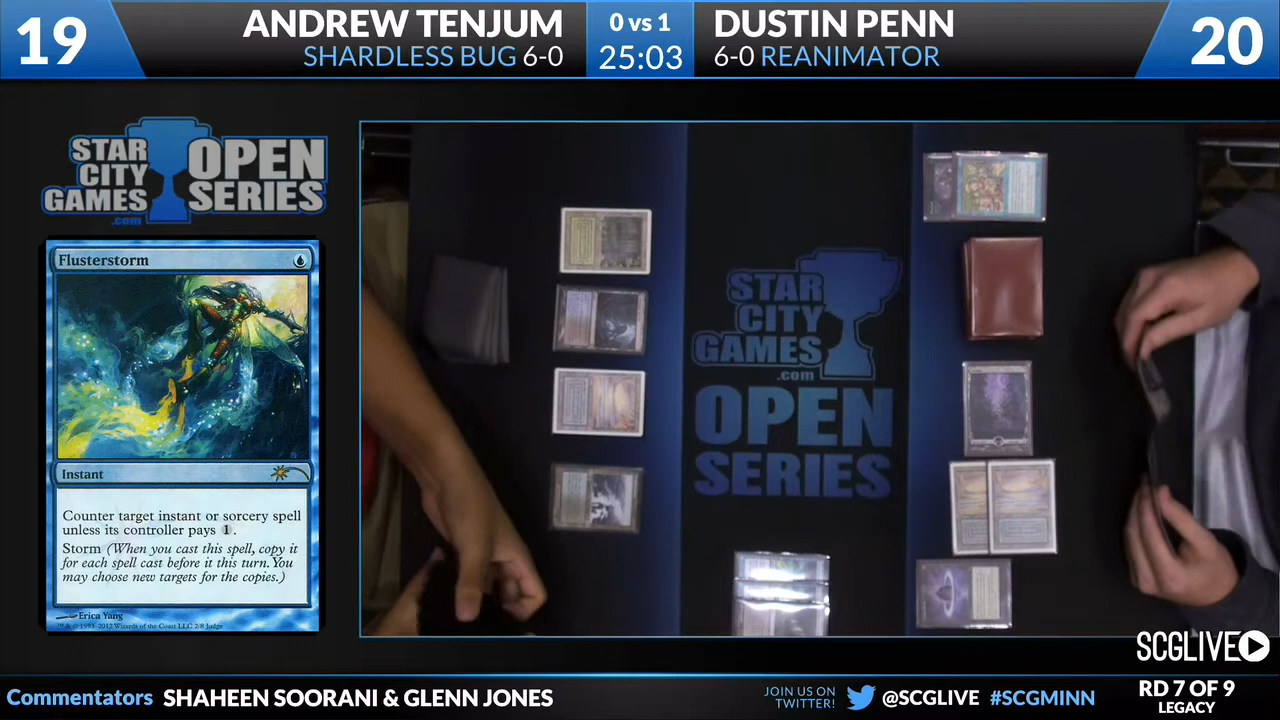 19
ANDREW TENJUM
SHARDLESS BUG 6-0
0 vs 1
25:03
DUSTIN PENN
6-0 REANIMATOR
20
STAR
CITY
GAMES
.com
OPEN
SERIES
Flusterstorm
Instant
Counter target instant or sorcery spell
unless its controller pays 1.
Storm (When you cast this spell, copy it
for each spell cast before it this turn. You
may choose new targets for the copies.)
Erica Yang
STAR
CITY
GAMES
.com
OPEN
SERIES
SCGLIVE
Commentators SHAHEEN SOORANI & GLENN JONES
JOIN US ON
TWITTER!
@SCGLIVE #SCGMINN
RD 7 OF 9
LEGACY